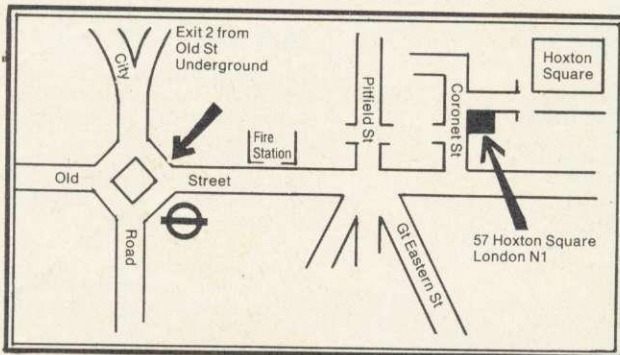 Exit 2 from
Old St
Underground
City
Fire
Station
Pitfield St
Coronet St
Hoxton
Square
Old
Street
Road
Gt Eastern St
57 Hoxton Square
London N1